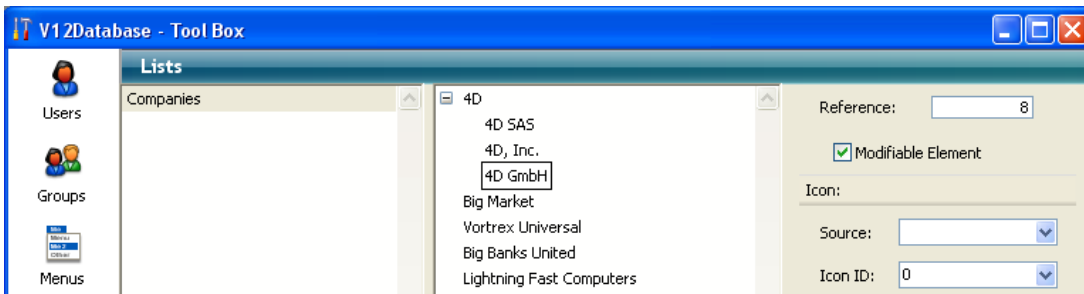 V12Database - Tool Box
Lists
Users
Groups
Menus
Companies
4D
4D SAS
4D, Inc.
4D GmbH
Big Market
Vortrex Universal
Big Banks United
Lightning Fast Computers
Reference: 8
Modifiable Element
Icon:
Source:
Icon ID: 0